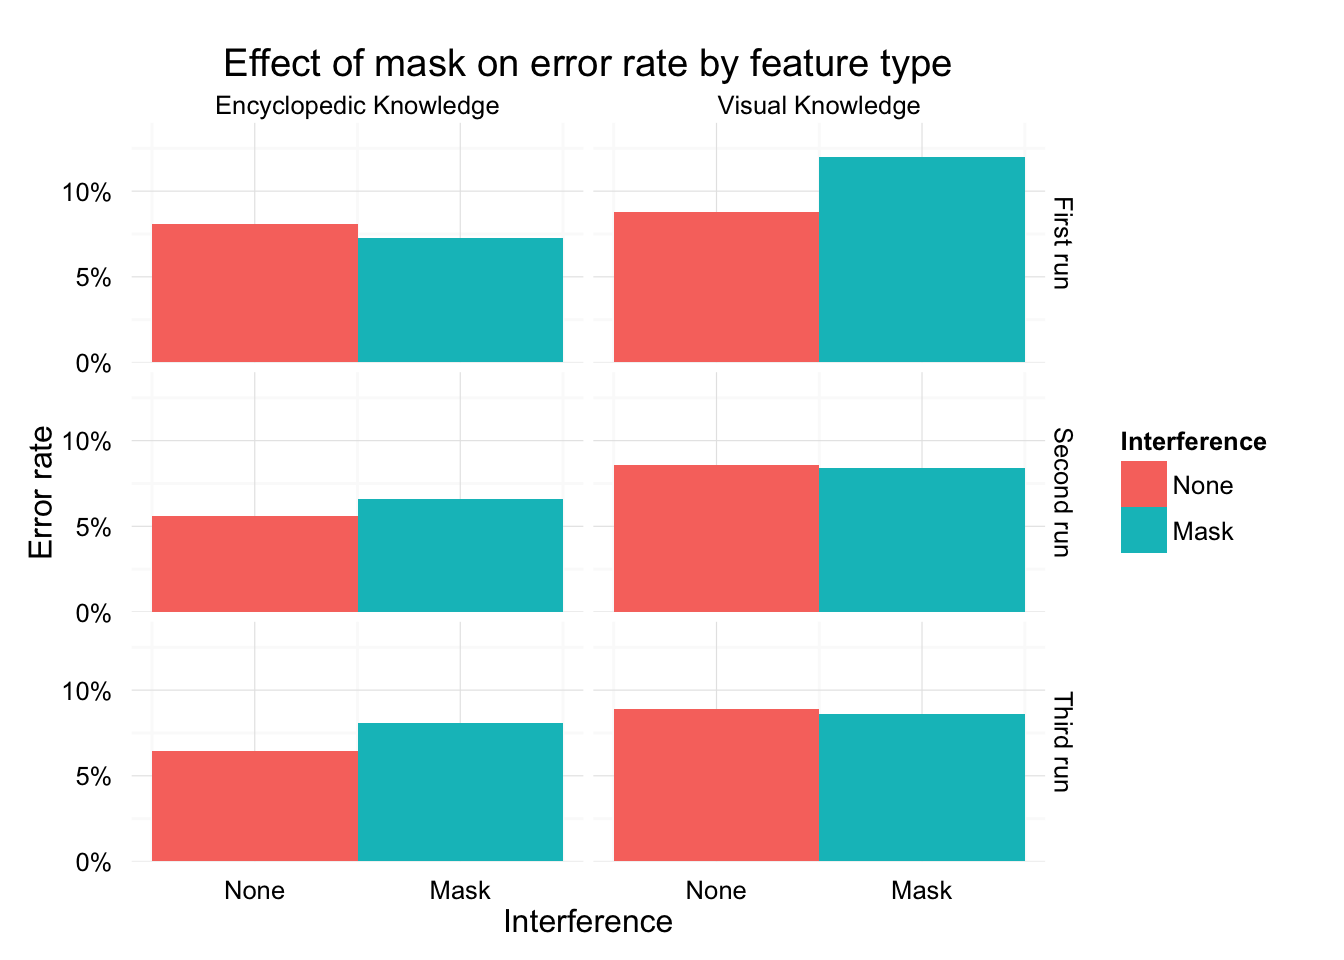 Effect of mask on error rate by feature type
Encyclopedic Knowledge
Visual Knowledge
10%
5%
0%
First run
10%
5%
0%
Second run
10%
5%
0%
Third run
Error rate
None
Mask
None
Mask
Interference
Interference
None
Mask